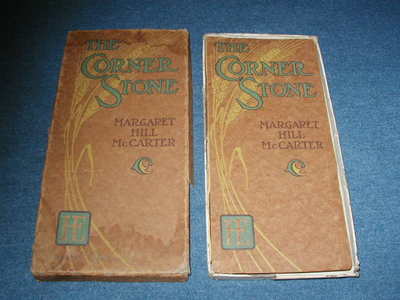 THE
CORNER
STONE
MARGARET
HILL
McCARTER
THE
CORNER
STONE
MARGARET
HILL
McCARTER